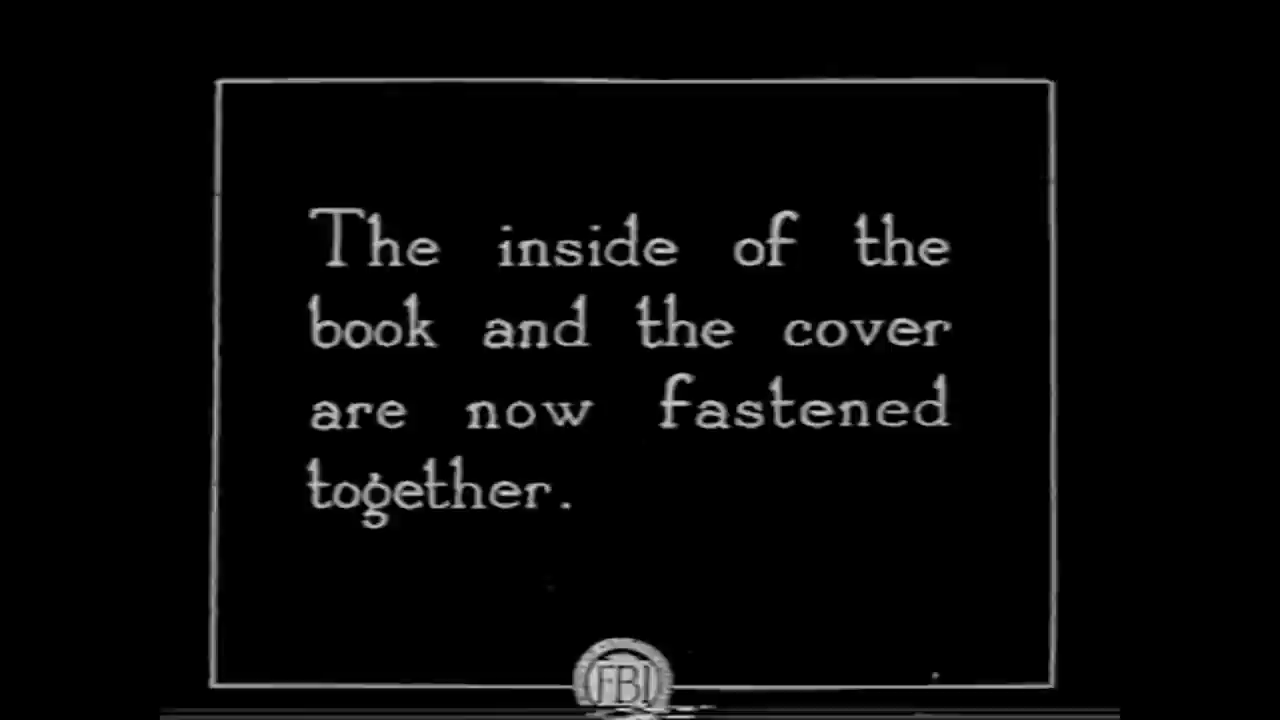 The inside of the
book and the cover
are now fastened
together.
FBI